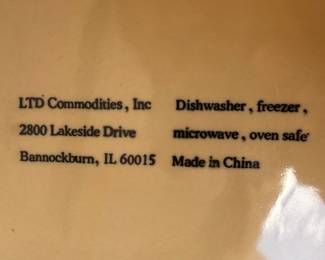 LTD Commodities, Inc
2800 Lakeside Drive
Bannockburn, IL 60015
Dishwasher, freezer,
microwave, oven safe
Made in China